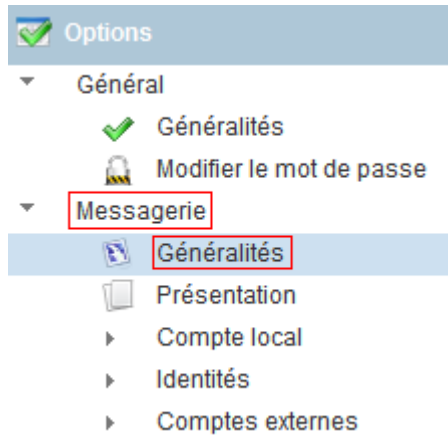 Options
Général
Généralités
Modifier le mot de passe
Messagerie
Généralités
Présentation
Compte local
Identités
Comptes externes